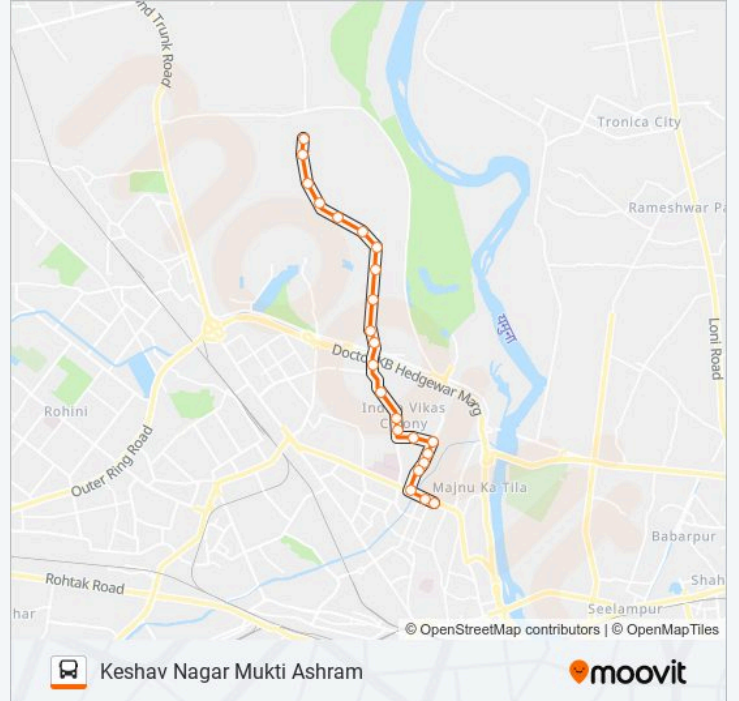 nd Trunk Road
Tronica City
Rameshwar Pa
यमुना
Loni Road
Doctor KB Hedgewar Marg
Rohini
Outer Ring Road
Indira Vikas
Colony
Majnu Ka Tila
Babarpur
Rohtak Road
Shah
har
Seelampur
© OpenStreetMap contributors | © OpenMapTiles
Keshav Nagar Mukti Ashram
moovit